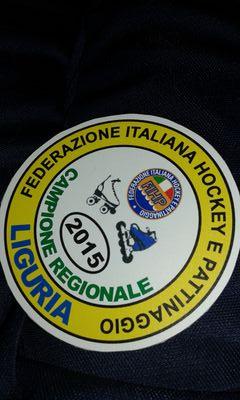 FEDERAZIONE ITALIANA HOCKEY E PATTINAGGIO
LIGURIA
CAMPIONE REGIONALE
2015
FEDERAZIONE ITALIANA HOCKEY E PATTINAGGIO
FIHP